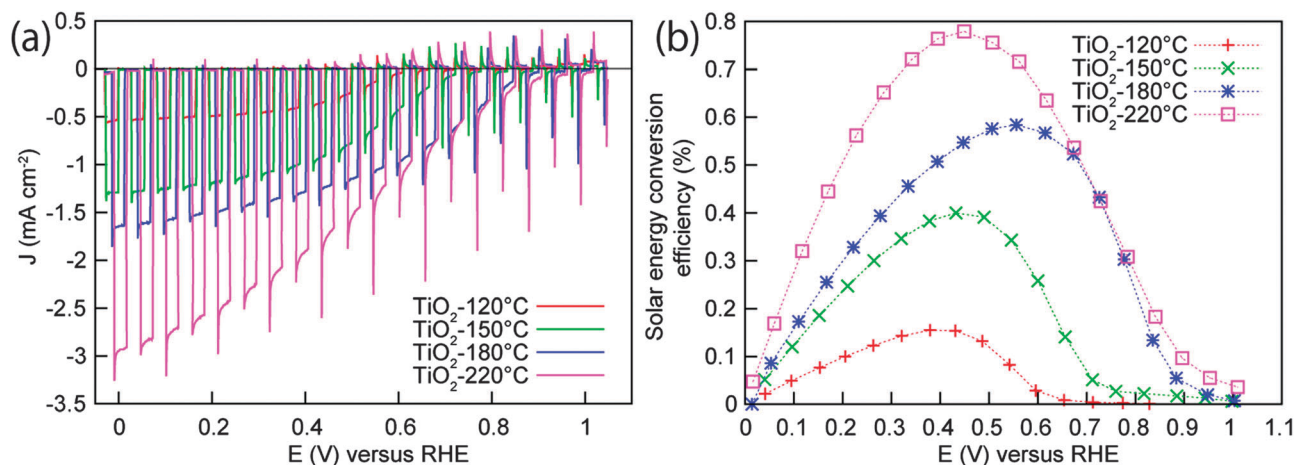 (a)
0.5
0
-0.5
-1
-1.5
-2
-2.5
-3
-3.5
J (mA cm⁻²)
TiO₂-120°C
TiO₂-150°C
TiO₂-180°C
TiO₂-220°C
0 0.2 0.4 0.6 0.8 1
E (V) versus RHE
(b)
0.8
0.7
0.6
0.5
0.4
0.3
0.2
0.1
0
Solar energy conversion
efficiency (%)
TiO₂-120°C
TiO₂-150°C
TiO₂-180°C
TiO₂-220°C
0 0.1 0.2 0.3 0.4 0.5 0.6 0.7 0.8 0.9 1 1.1
E (V) versus RHE